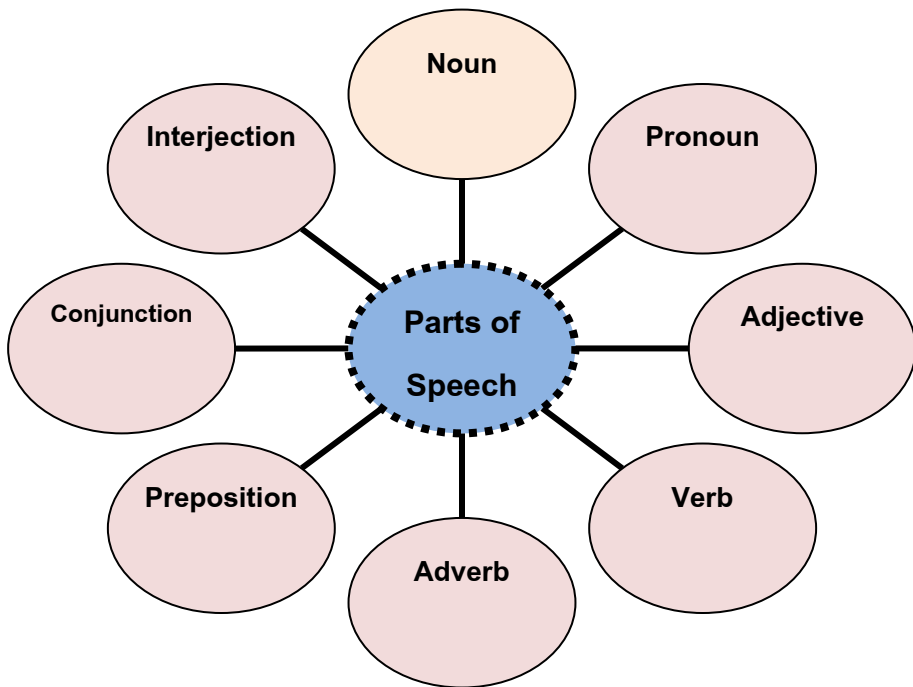 Noun
Interjection
Pronoun
Conjunction
Parts of
Speech
Adjective
Preposition
Verb
Adverb